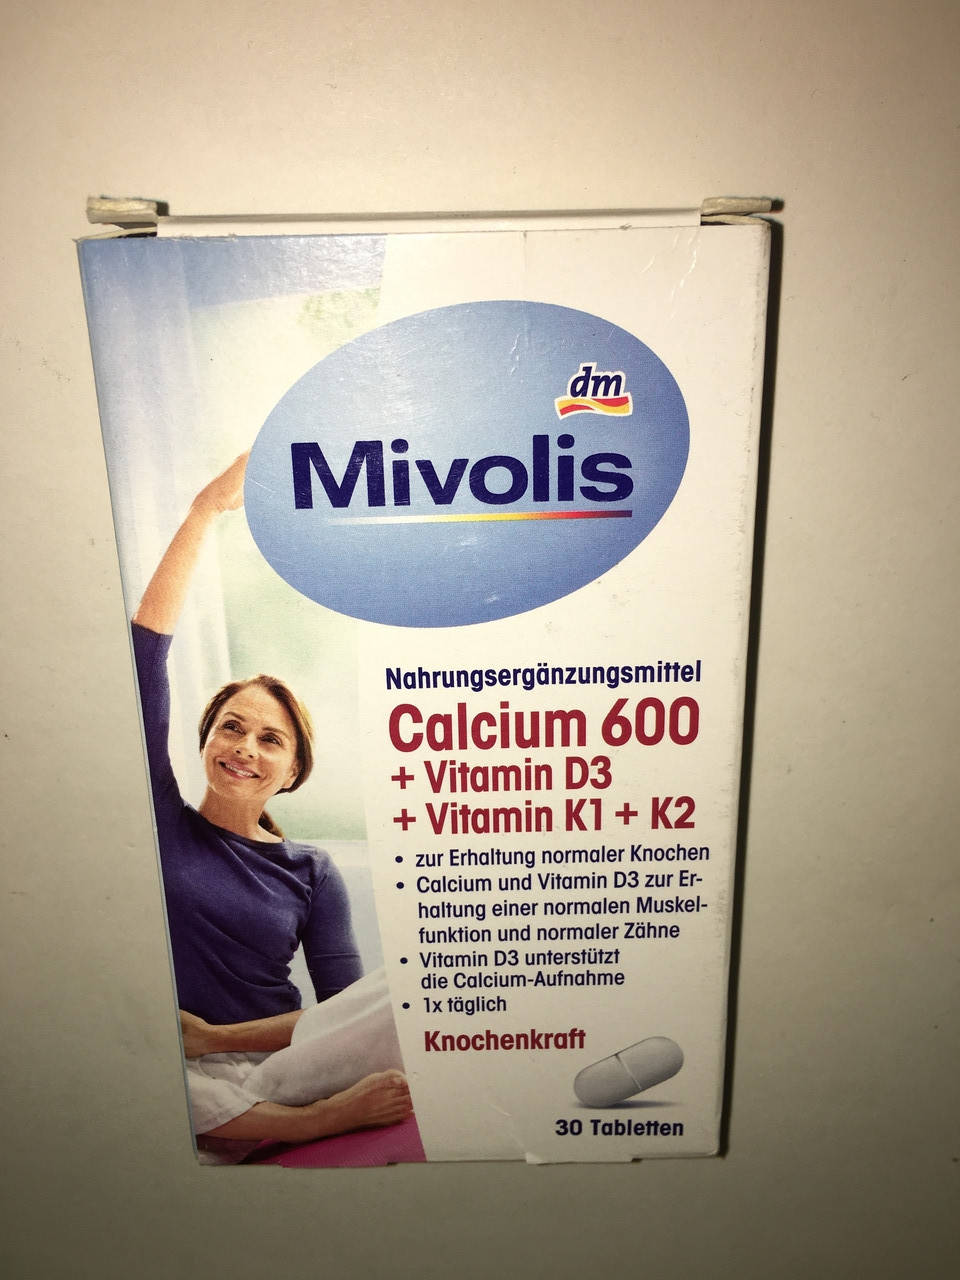 dm
Mivolis
Nahrungsergänzungsmittel
Calcium 600
+ Vitamin D3
+ Vitamin K1 + K2
• zur Erhaltung normaler Knochen
• Calcium und Vitamin D3 zur Er-
haltung einer normalen Muskel-
funktion und normaler Zähne
• Vitamin D3 unterstützt
die Calcium-Aufnahme
• 1x täglich
Knochenkraft
30 Tabletten